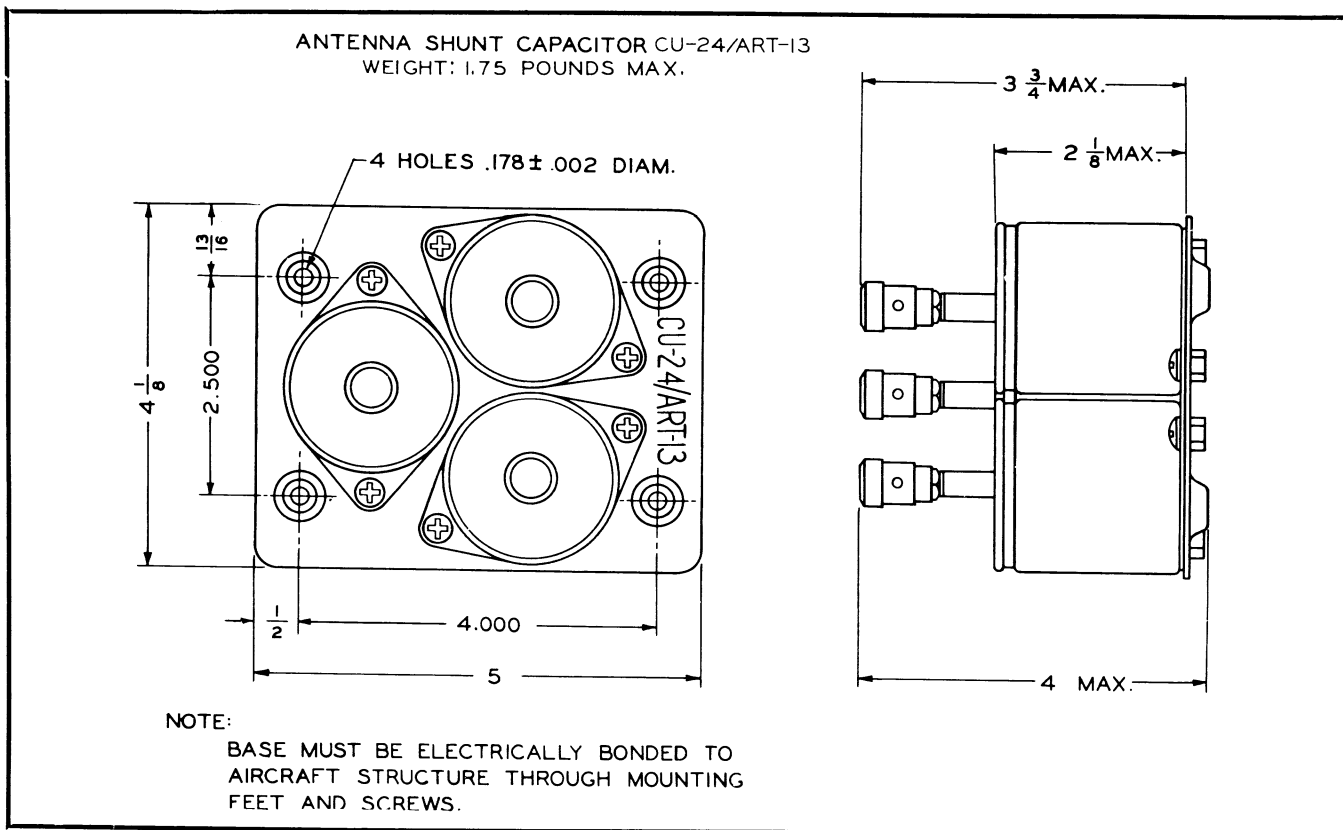 ANTENNA SHUNT CAPACITOR CU-24/ART-13
WEIGHT: 1.75 POUNDS MAX.
3 3/4 MAX.
2 1/8 MAX.
4 HOLES .178± .002 DIAM.
13/16
4 1/8
2.500
CU-24/ART-13
1/2
4.000
5
4 MAX.
NOTE:
BASE MUST BE ELECTRICALLY BONDED TO
AIRCRAFT STRUCTURE THROUGH MOUNTING
FEET AND SCREWS.